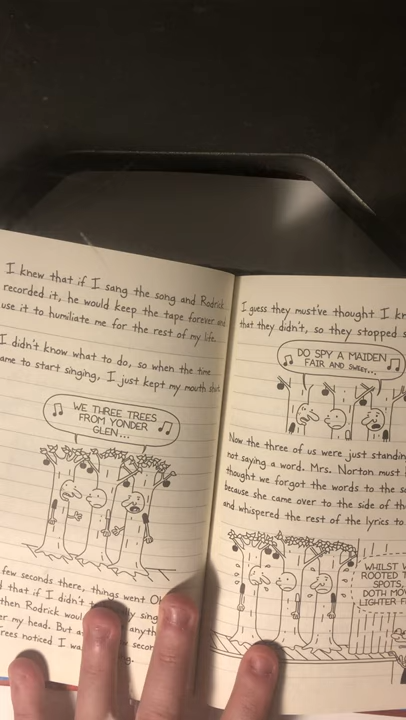 I knew that if I sang the song and Rodrick
recorded it, he would keep the tape forever and
use it to humiliate me for the rest of my life.
I didn't know what to do, so when the time
came to start singing, I just kept my mouth shut.
WE THREE TREES
FROM YONDER
GLEN...
few seconds there, things went
that if I didn't sing
then Rodrick
er my head. But
trees noticed I
I guess they must've thought I
that they didn't, so they stopped
DO SPY A MAIDEN
FAIR AND SWEET...
Now the three of us were just standing
not saying a word. Mrs. Norton must
thought we forgot the words to the
because she came over to the side of the
and whispered the rest of the lyrics to
WHILST
ROOTED
SPOTS,
DOTH
LIGHTER